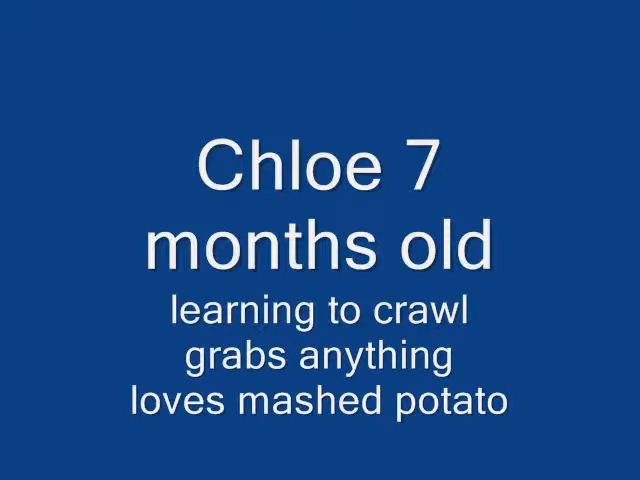 Chloe 7
months old
learning to crawl
grabs anything
loves mashed potato